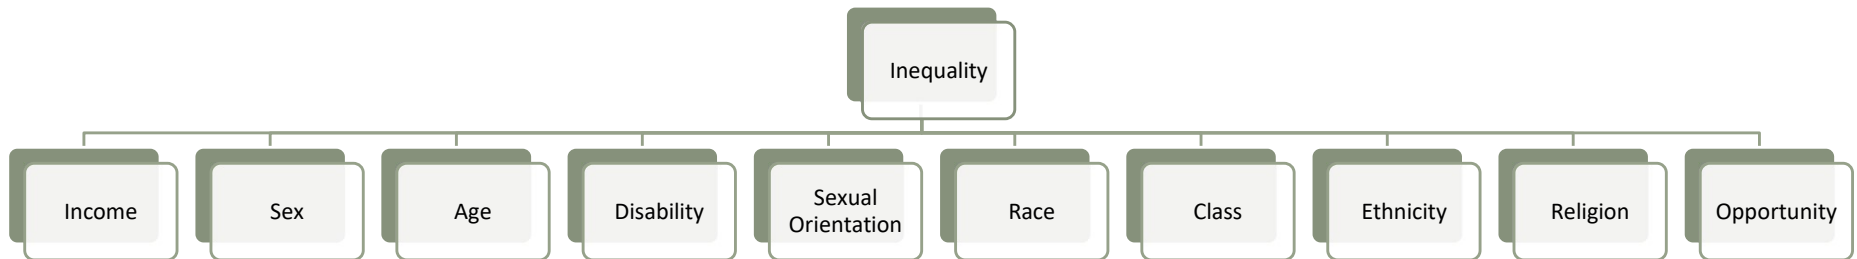 Inequality
Income
Sex
Age
Disability
Sexual
Orientation
Race
Class
Ethnicity
Religion
Opportunity